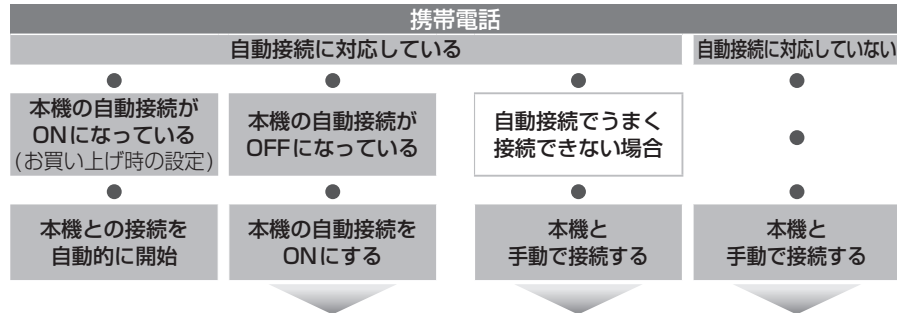 携帯電話
自動接続に対応している
自動接続に対応していない
本機の自動接続が
ONになっている
(お買い上げ時の設定)
本機の自動接続が
OFFになっている
自動接続でうまく
接続できない場合
本機との接続を
自動的に開始
本機の自動接続を
ONにする
本機と
手動で接続する
本機と
手動で接続する